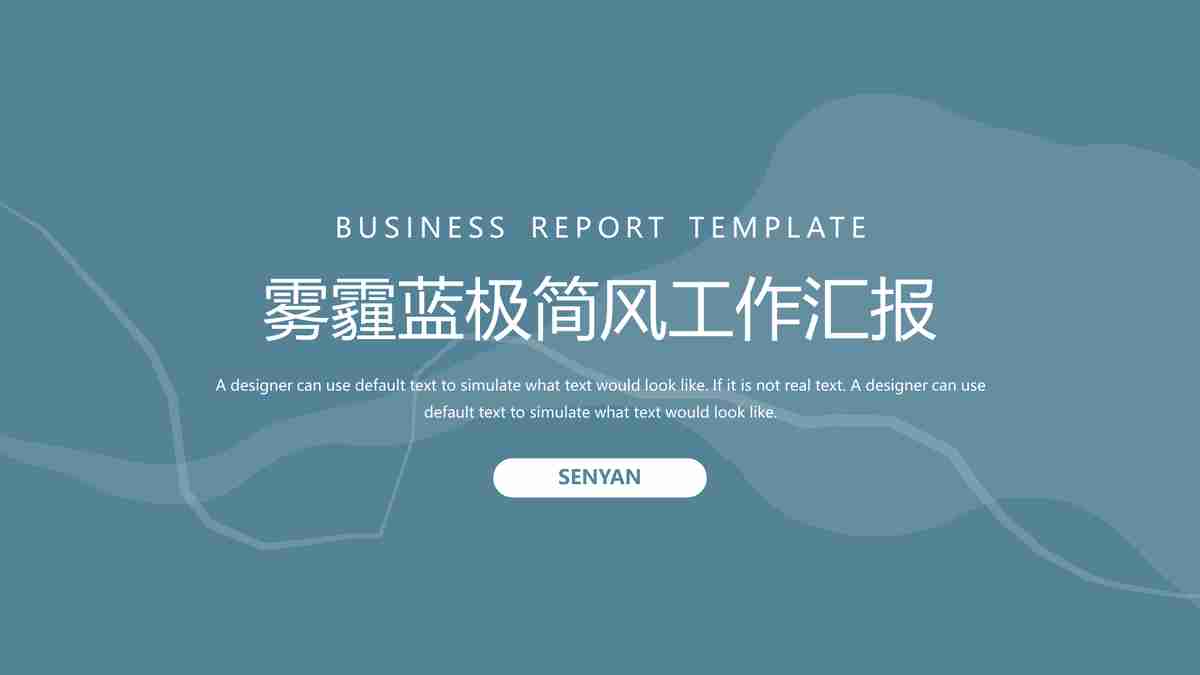 BUSINESS REPORT TEMPLATE
雾霾蓝极简风工作汇报
A designer can use default text to simulate what text would look like. If it is not real text. A designer can use
default text to simulate what text would look like.
SENYAN